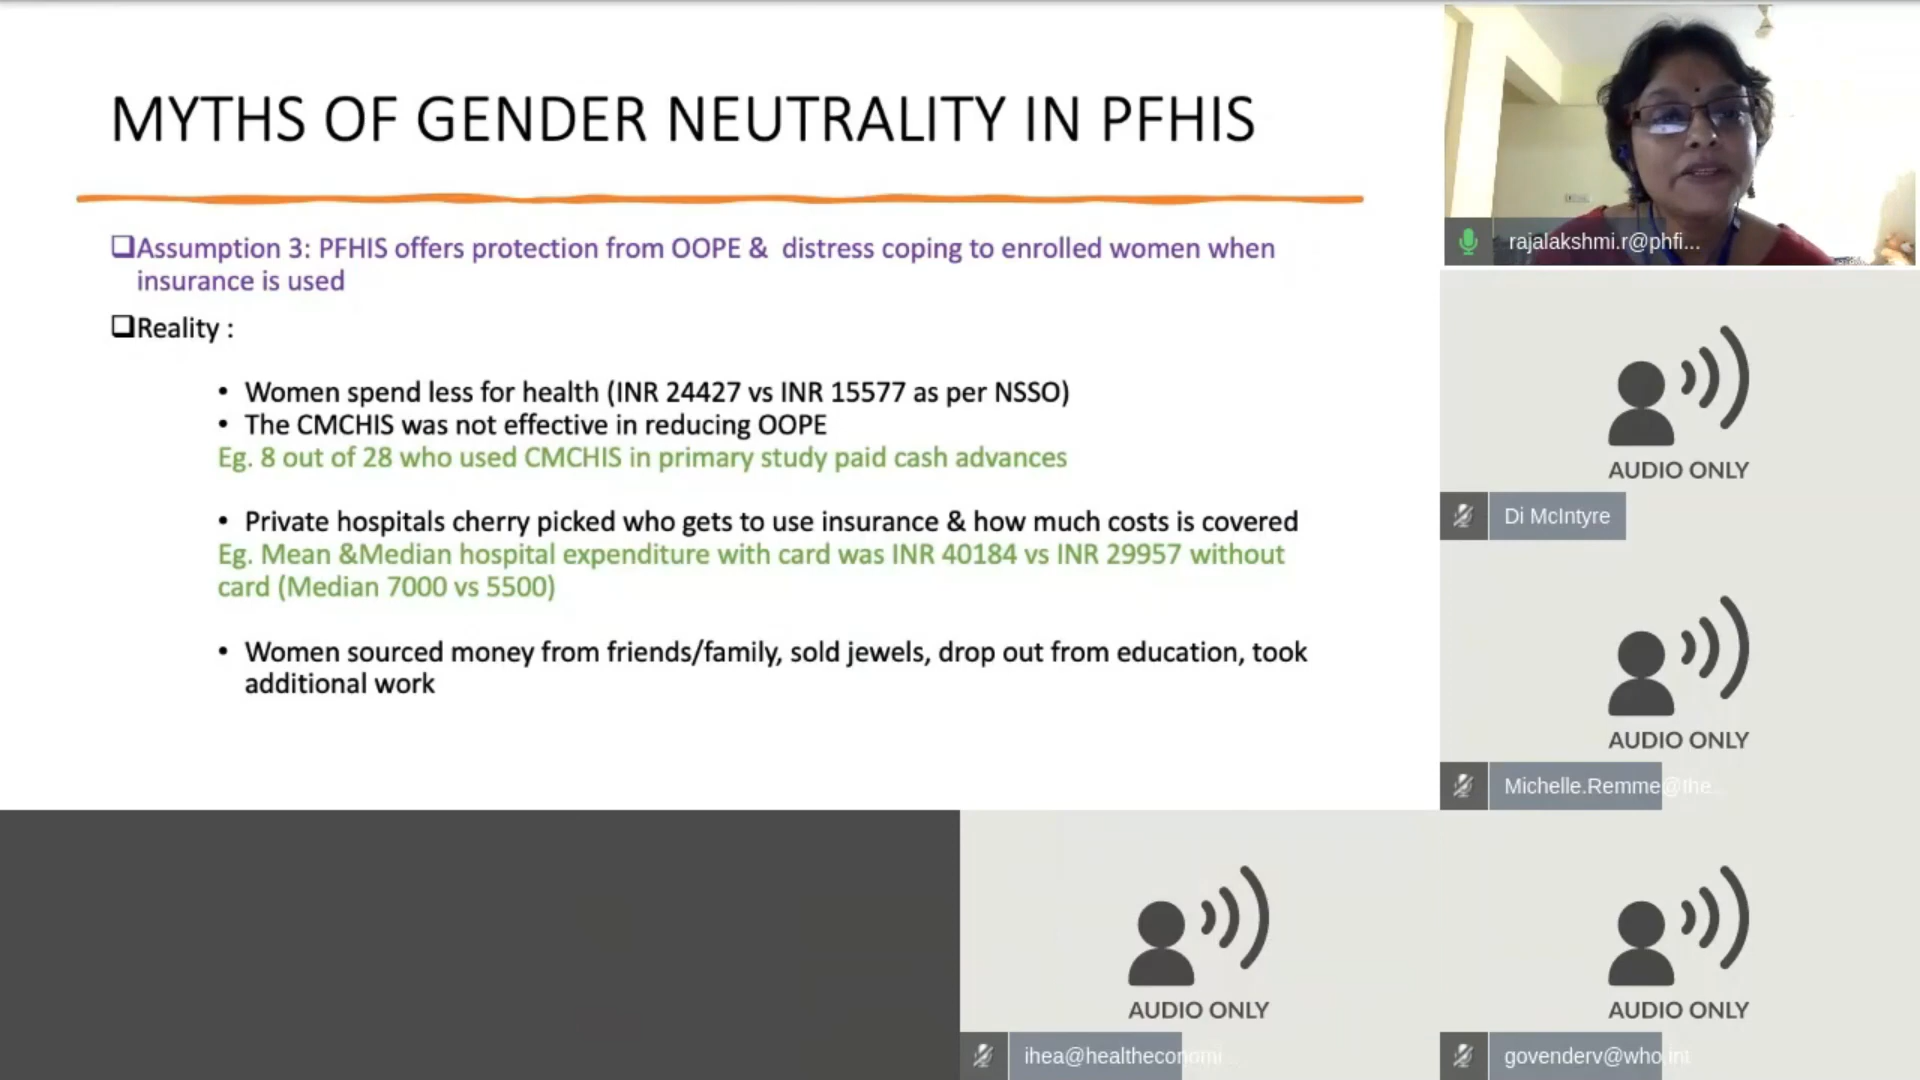 MYTHS OF GENDER NEUTRALITY IN PFHIS
Assumption 3: PFHIS offers protection from OOPE & distress coping to enrolled women when
insurance is used
Reality :
• Women spend less for health (INR 24427 vs INR 15577 as per NSSO)
• The CMCHIS was not effective in reducing OOPE
Eg. 8 out of 28 who used CMCHIS in primary study paid cash advances
• Private hospitals cherry picked who gets to use insurance & how much costs is covered
Eg. Mean &Median hospital expenditure with card was INR 40184 vs INR 29957 without
card (Median 7000 vs 5500)
• Women sourced money from friends/family, sold jewels, drop out from education, took
additional work
rajalakshmi.r@phfi...
AUDIO ONLY
Di McIntyre
AUDIO ONLY
Michelle.Remme@the...
AUDIO ONLY
ihea@healtheconomi...
AUDIO ONLY
govenderv@who.int